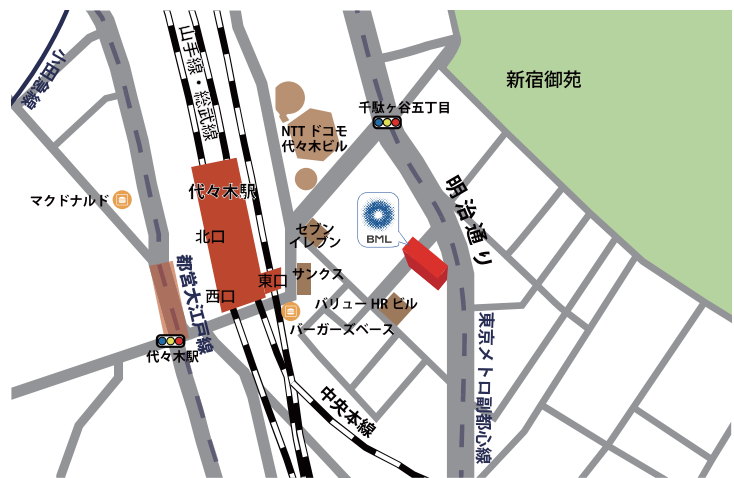 小田急線
山手線・総武線
新宿御苑
千駄ヶ谷五丁目
NTT ドコモ
代々木ビル
マクドナルド
代々木駅
明治通り
北口
セブン
イレブン
BML
都営大江戸線
東口
サンクス
西口
バリュー HR ビル
バーガーズベース
代々木駅
東京メトロ副都心線
中央本線